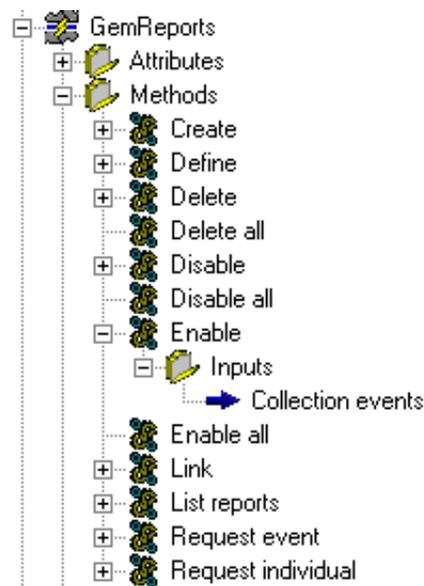 GemReports
Attributes
Methods
Create
Define
Delete
Delete all
Disable
Disable all
Enable
Inputs
Collection events
Enable all
Link
List reports
Request event
Request individual